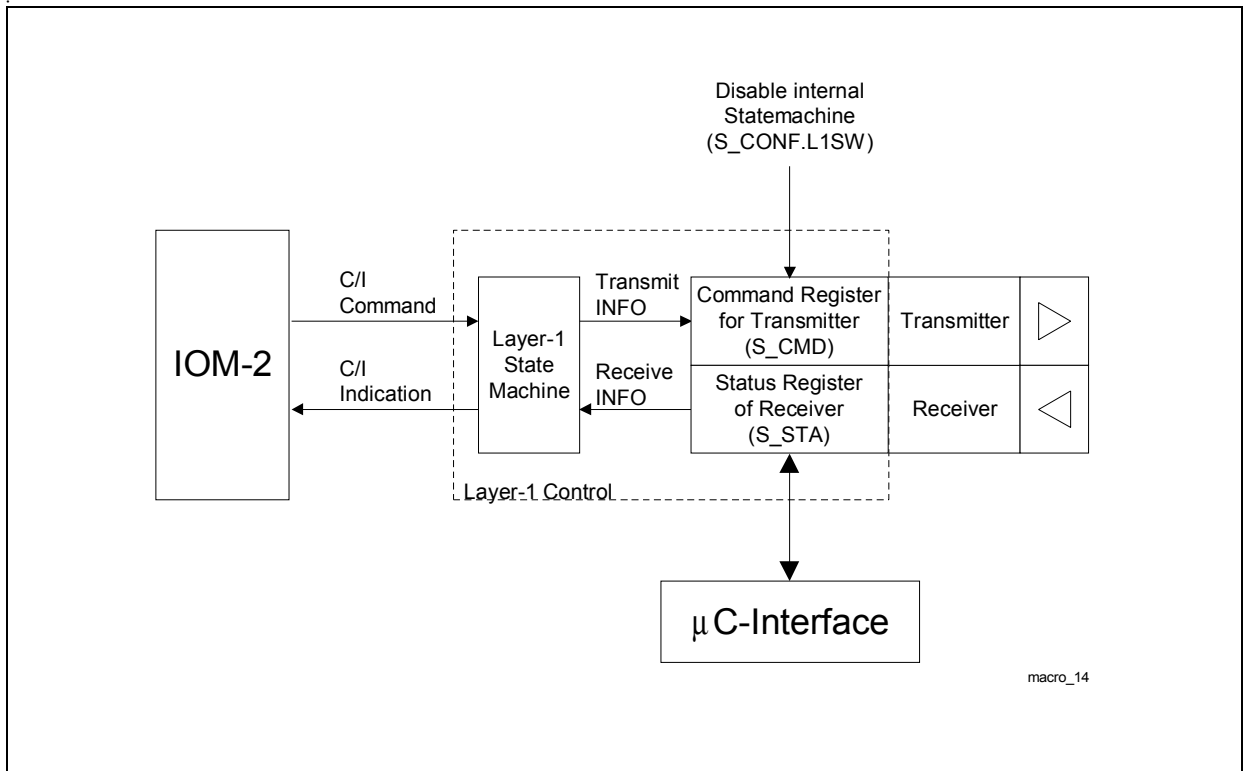 Disable internal
Statemachine
(S_CONF.L1SW)
IOM-2
C/I
Command
C/I
Indication
Layer-1
State
Machine
Transmit
INFO
Receive
INFO
Command Register
for Transmitter
(S_CMD)
Transmitter
Status Register
of Receiver
(S_STA)
Receiver
Layer-1 Control
µC-Interface
macro_14